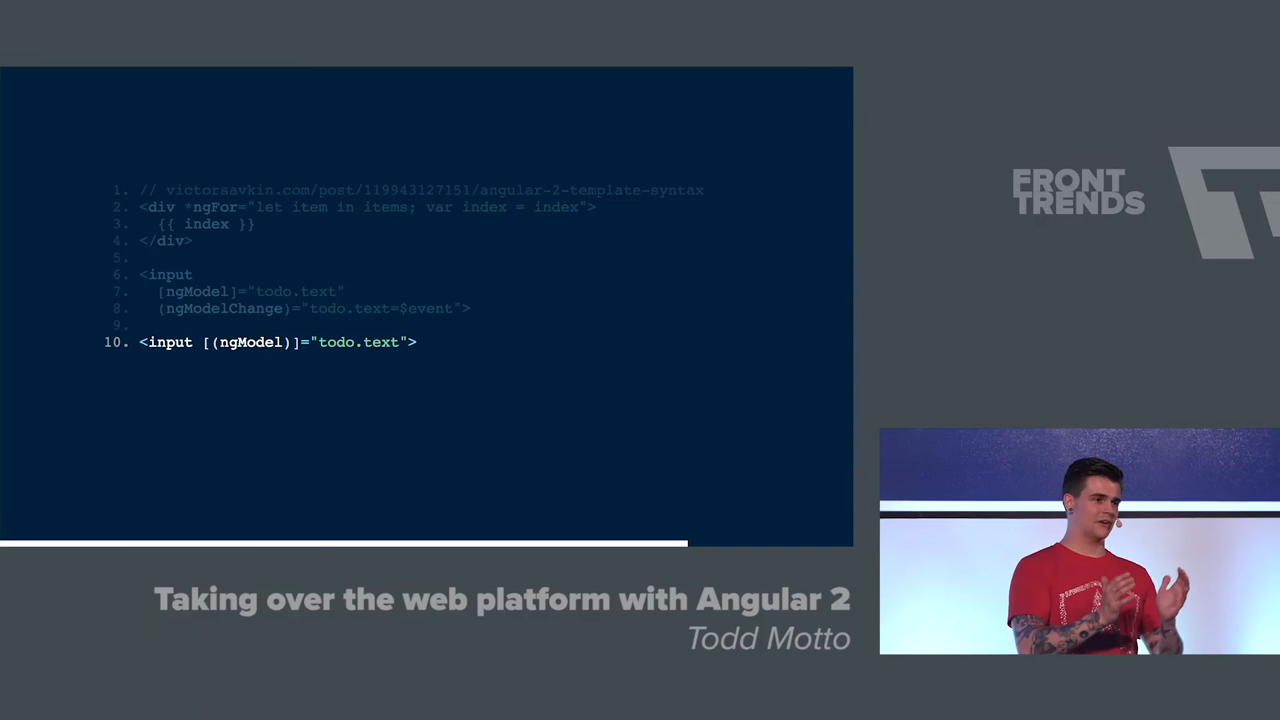 1. // victorsavkin.com/post/119943127151/angular-2-template-syntax
2. <div *ngFor="let item in items; var index = index">
3.   {{ index }}
4. </div>
5.
6. <input
7.   [ngModel]="todo.text"
8.   (ngModelChange)="todo.text=$event">
9.
10. <input [(ngModel)]="todo.text">
FRONT
TRENDS
Taking over the web platform with Angular 2
Todd Motto